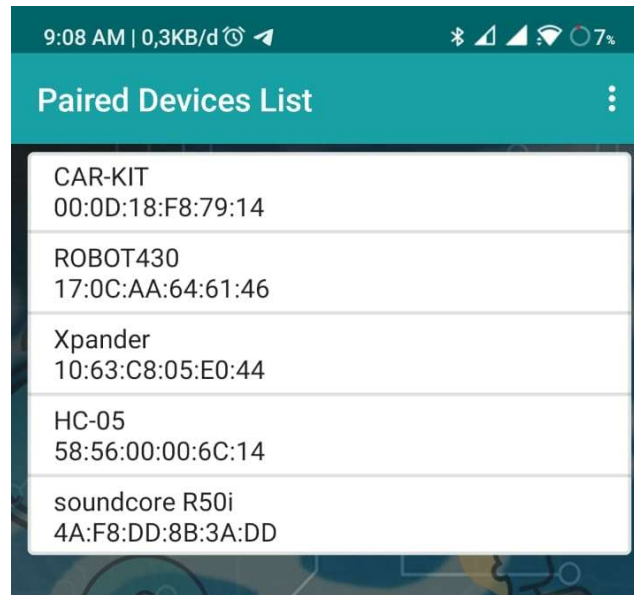 9:08 AM | 0,3KB/d 7%
Paired Devices List
CAR-KIT
00:0D:18:F8:79:14
ROBOT430
17:0C:AA:64:61:46
Xpander
10:63:C8:05:E0:44
HC-05
58:56:00:00:6C:14
soundcore R50i
4A:F8:DD:8B:3A:DD